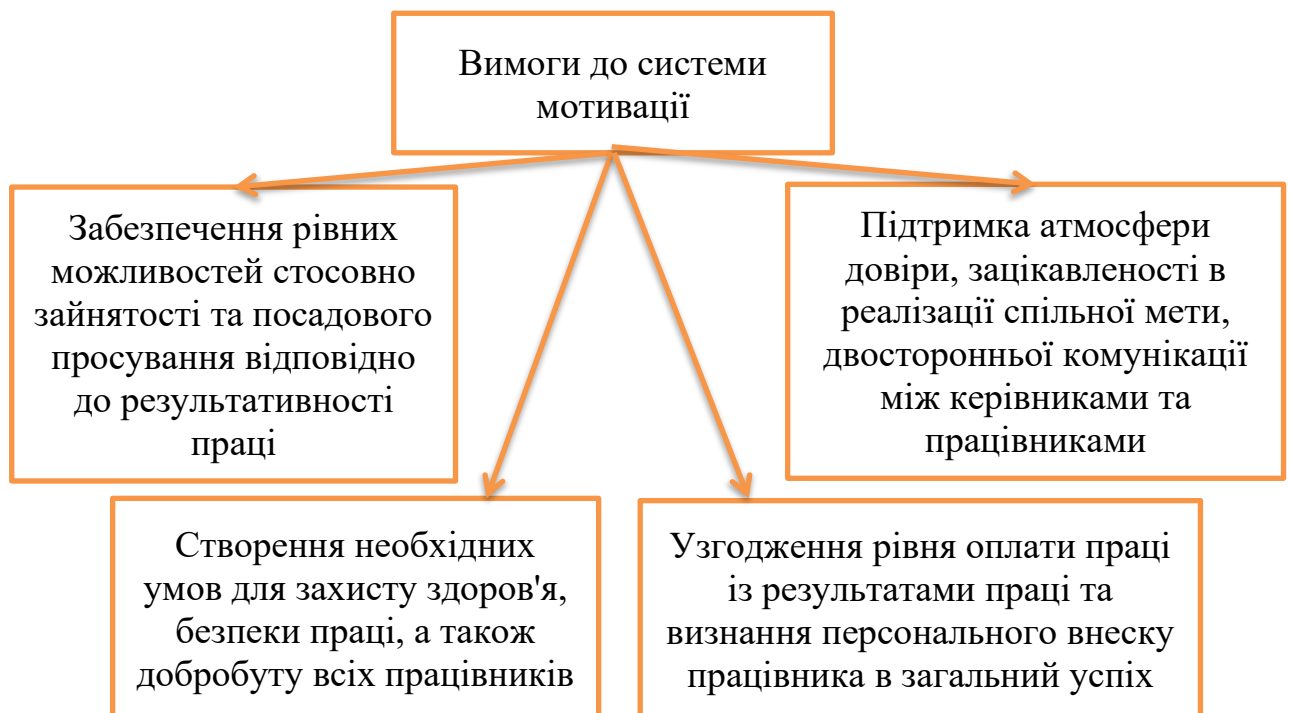 Вимоги до системи
мотивації
Забезпечення рівних
можливостей стосовно
зайнятості та посадового
просування відповідно
до результативності
праці
Підтримка атмосфери
довіри, зацікавленості в
реалізації спільної мети,
двосторонньої комунікації
між керівниками та
працівниками
Створення необхідних
умов для захисту здоров'я,
безпеки праці, а також
добробуту всіх працівників
Узгодження рівня оплати праці
із результатами праці та
визнання персонального внеску
працівника в загальний успіх